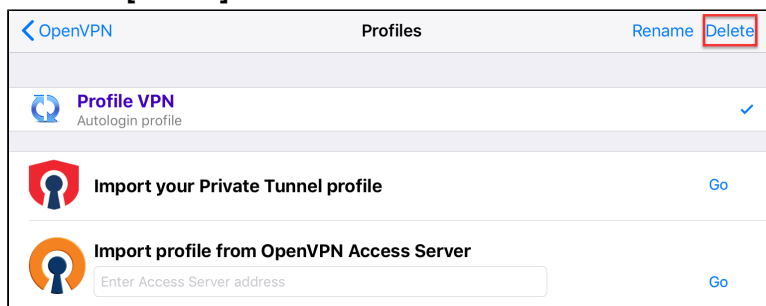 OpenVPN Profiles Rename Delete
Profile VPN
Autologin profile
Import your Private Tunnel profile Go
Import profile from OpenVPN Access Server
Enter Access Server address Go